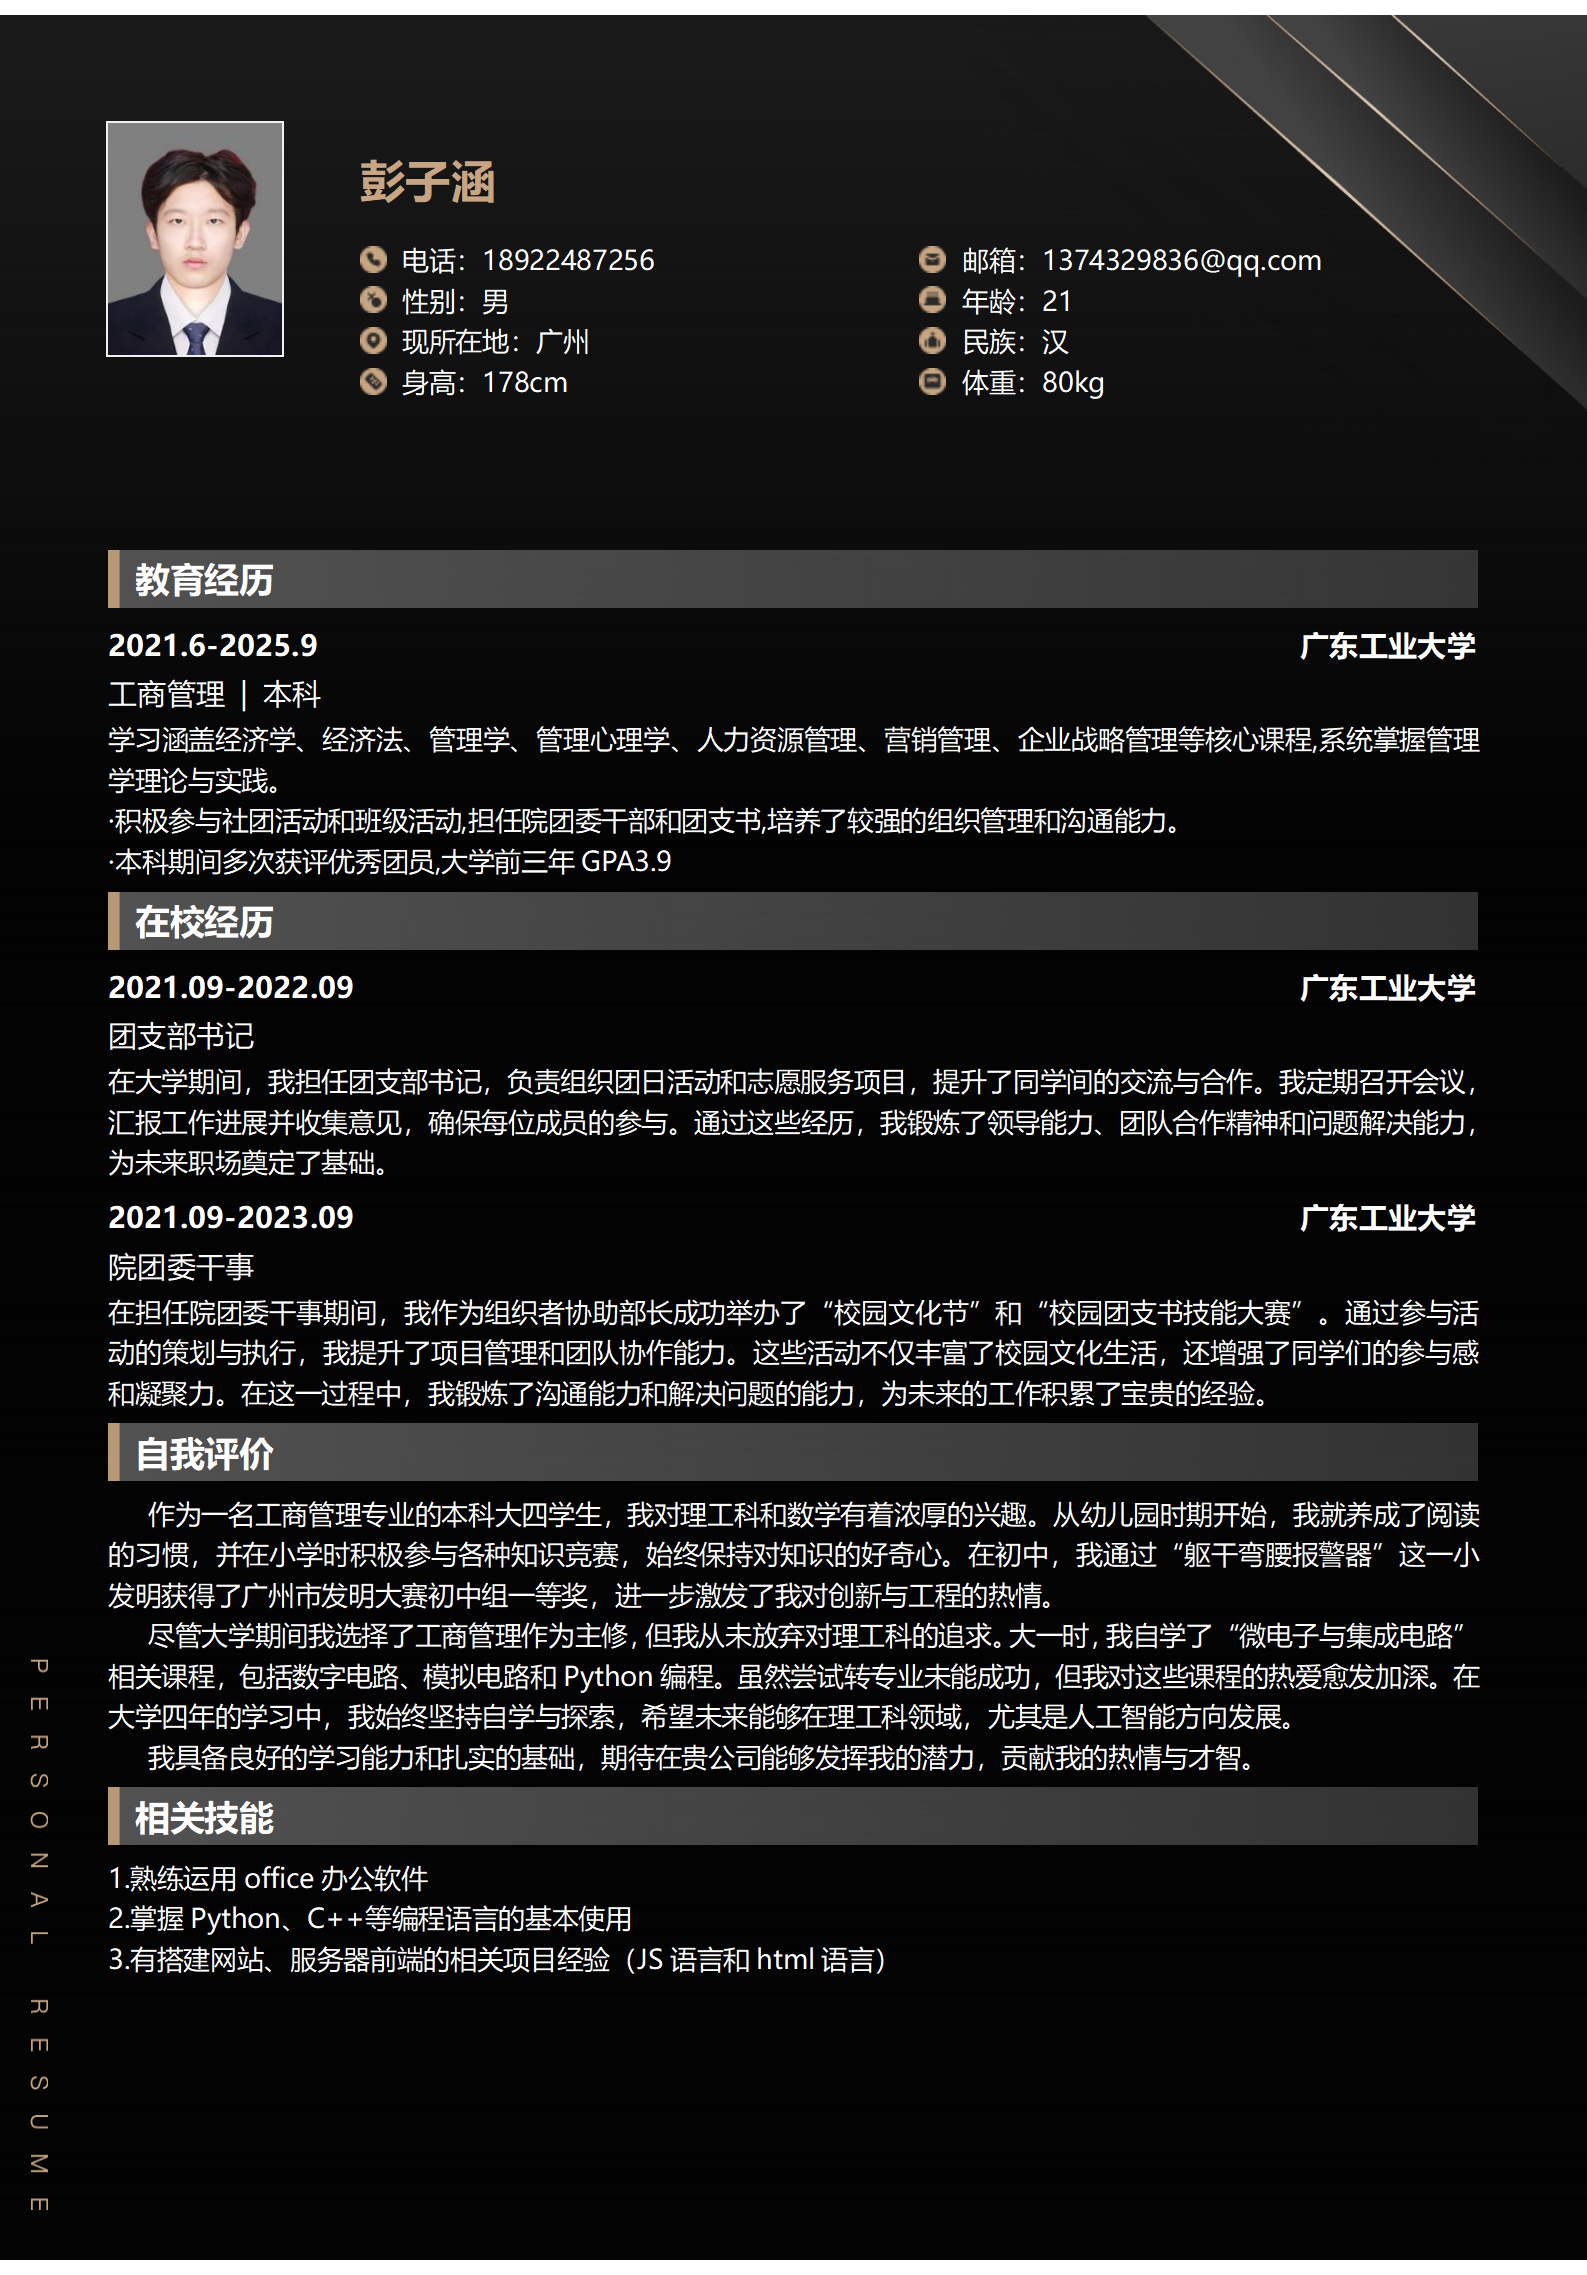 彭子涵
电话：18922487256
邮箱：1374329836@qq.com
性别：男
年龄：21
现所在地：广州
民族：汉
身高：178cm
体重：80kg
教育经历
2021.6-2025.9
广东工业大学
工商管理 | 本科
学习涵盖经济学、经济法、管理学、管理心理学、人力资源管理、营销管理、企业战略管理等核心课程,系统掌握管理
学理论与实践。
·积极参与社团活动和班级活动,担任院团委干部和团支书,培养了较强的组织管理和沟通能力。
·本科期间多次获评优秀团员,大学前三年 GPA3.9
在校经历
2021.09-2022.09
广东工业大学
团支部书记
在大学期间，我担任团支部书记，负责组织团日活动和志愿服务项目，提升了同学间的交流与合作。我定期召开会议，
汇报工作进展并收集意见，确保每位成员的参与。通过这些经历，我锻炼了领导能力、团队合作精神和问题解决能力，
为未来职场奠定了基础。
2021.09-2023.09
广东工业大学
院团委干事
在担任院团委干事期间，我作为组织者协助部长成功举办了“校园文化节”和“校园团支书技能大赛”。通过参与活
动的策划与执行，我提升了项目管理和团队协作能力。这些活动不仅丰富了校园文化生活，还增强了同学们的参与感
和凝聚力。在这一过程中，我锻炼了沟通能力和解决问题的能力，为未来的工作积累了宝贵的经验。
自我评价
作为一名工商管理专业的本科大四学生，我对理工科和数学有着浓厚的兴趣。从幼儿园时期开始，我就养成了阅读
的习惯，并在小学时积极参与各种知识竞赛，始终保持对知识的好奇心。在初中，我通过“躯干弯腰报警器”这一小
发明获得了广州市发明大赛初中组一等奖，进一步激发了我对创新与工程的热情。
尽管大学期间我选择了工商管理作为主修，但我从未放弃对理工科的追求。大一时，我自学了“微电子与集成电路”
相关课程，包括数字电路、模拟电路和 Python 编程。虽然尝试转专业未能成功，但我对这些课程的热爱愈发加深。在
大学四年的学习中，我始终坚持自学与探索，希望未来能够在理工科领域，尤其是人工智能方向发展。
我具备良好的学习能力和扎实的基础，期待在贵公司能够发挥我的潜力，贡献我的热情与才智。
相关技能
1.熟练运用 office 办公软件
2.掌握 Python、C++等编程语言的基本使用
3.有搭建网站、服务器前端的相关项目经验（JS 语言和 html 语言）
PERSONAL RESUME